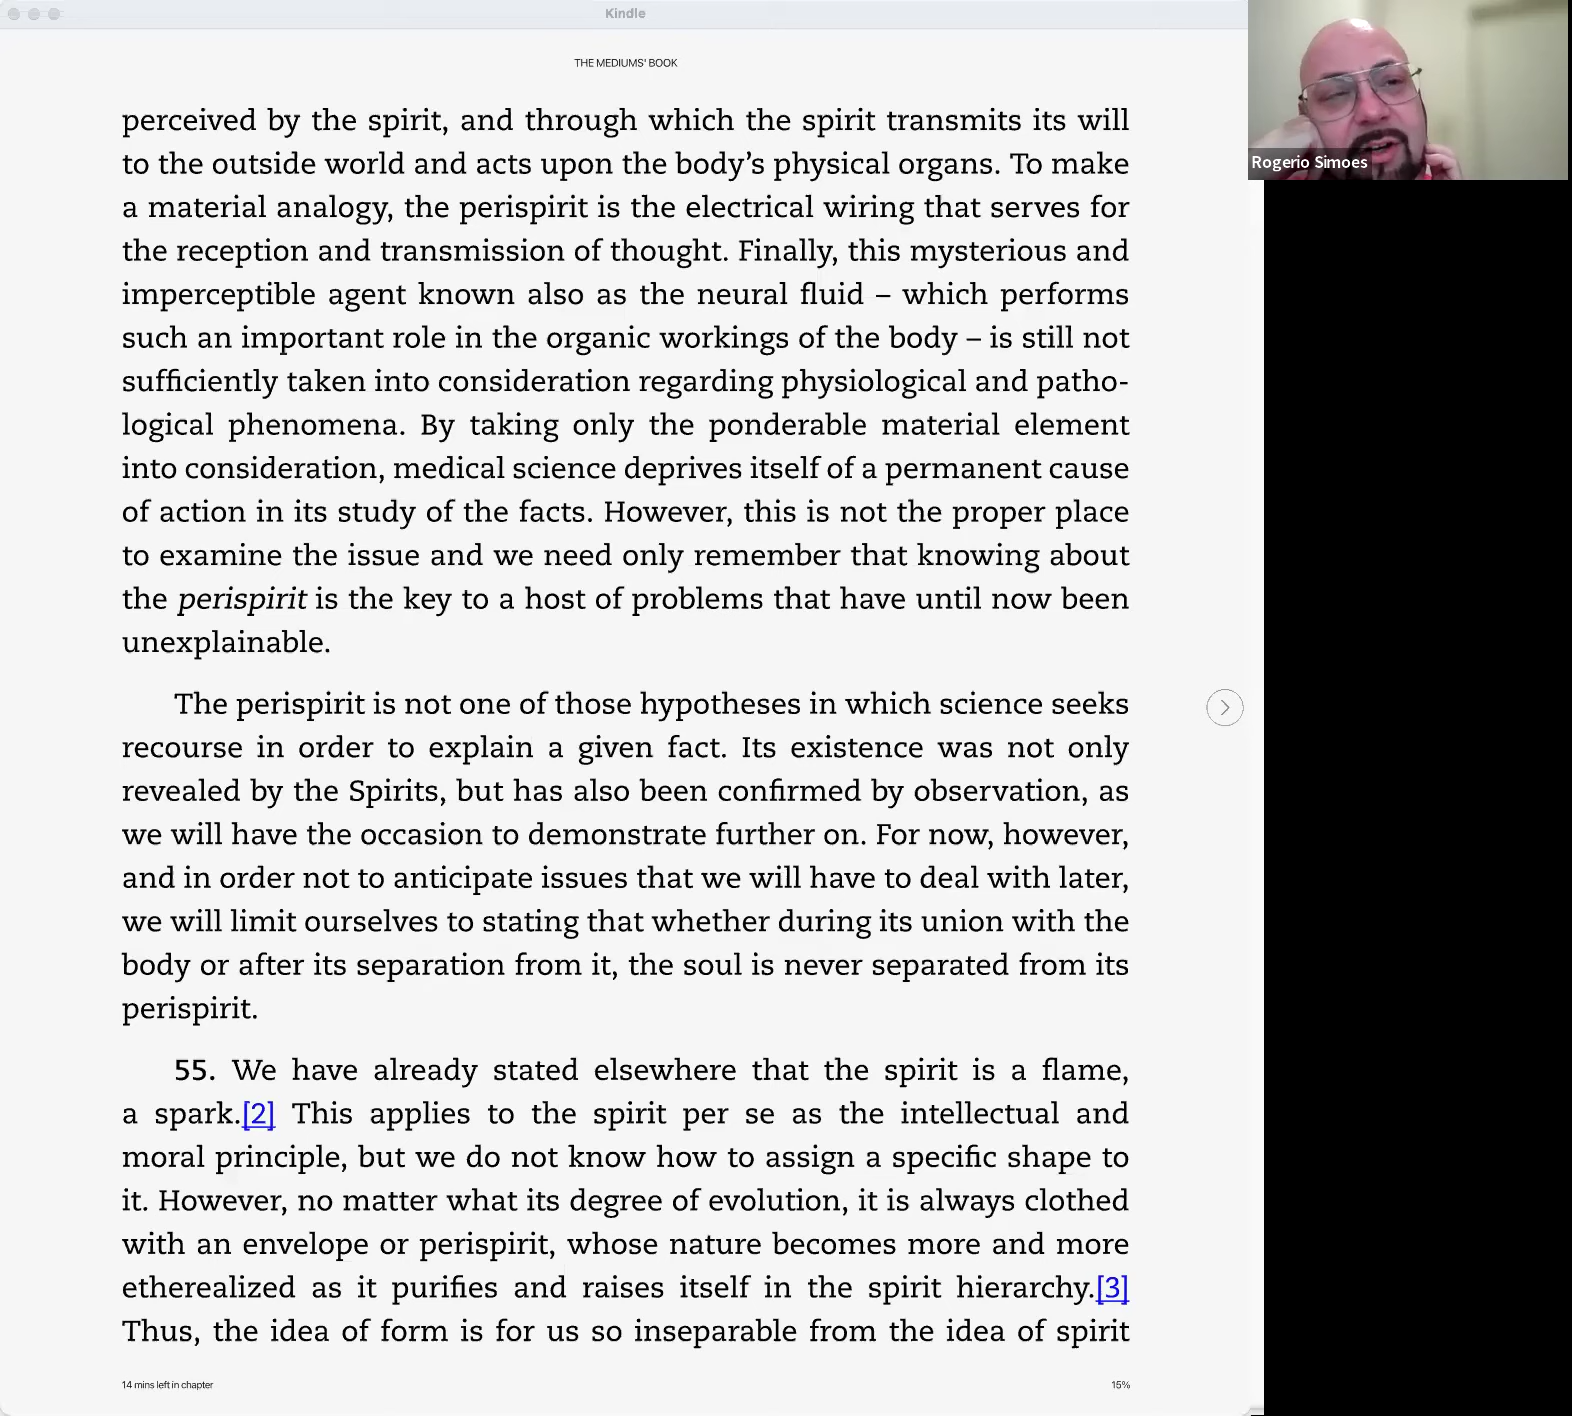 Kindle
THE MEDIUMS' BOOK
perceived by the spirit, and through which the spirit transmits its will
to the outside world and acts upon the body’s physical organs. To make
a material analogy, the perispirit is the electrical wiring that serves for
the reception and transmission of thought. Finally, this mysterious and
imperceptible agent known also as the neural fluid – which performs
such an important role in the organic workings of the body – is still not
sufficiently taken into consideration regarding physiological and patho-
logical phenomena. By taking only the ponderable material element
into consideration, medical science deprives itself of a permanent cause
of action in its study of the facts. However, this is not the proper place
to examine the issue and we need only remember that knowing about
the perispirit is the key to a host of problems that have until now been
unexplainable.
The perispirit is not one of those hypotheses in which science seeks
recourse in order to explain a given fact. Its existence was not only
revealed by the Spirits, but has also been confirmed by observation, as
we will have the occasion to demonstrate further on. For now, however,
and in order not to anticipate issues that we will have to deal with later,
we will limit ourselves to stating that whether during its union with the
body or after its separation from it, the soul is never separated from its
perispirit.
55. We have already stated elsewhere that the spirit is a flame,
a spark.[2] This applies to the spirit per se as the intellectual and
moral principle, but we do not know how to assign a specific shape to
it. However, no matter what its degree of evolution, it is always clothed
with an envelope or perispirit, whose nature becomes more and more
etherealized as it purifies and raises itself in the spirit hierarchy.[3]
Thus, the idea of form is for us so inseparable from the idea of spirit
14 mins left in chapter
15%
Rogerio Simoes